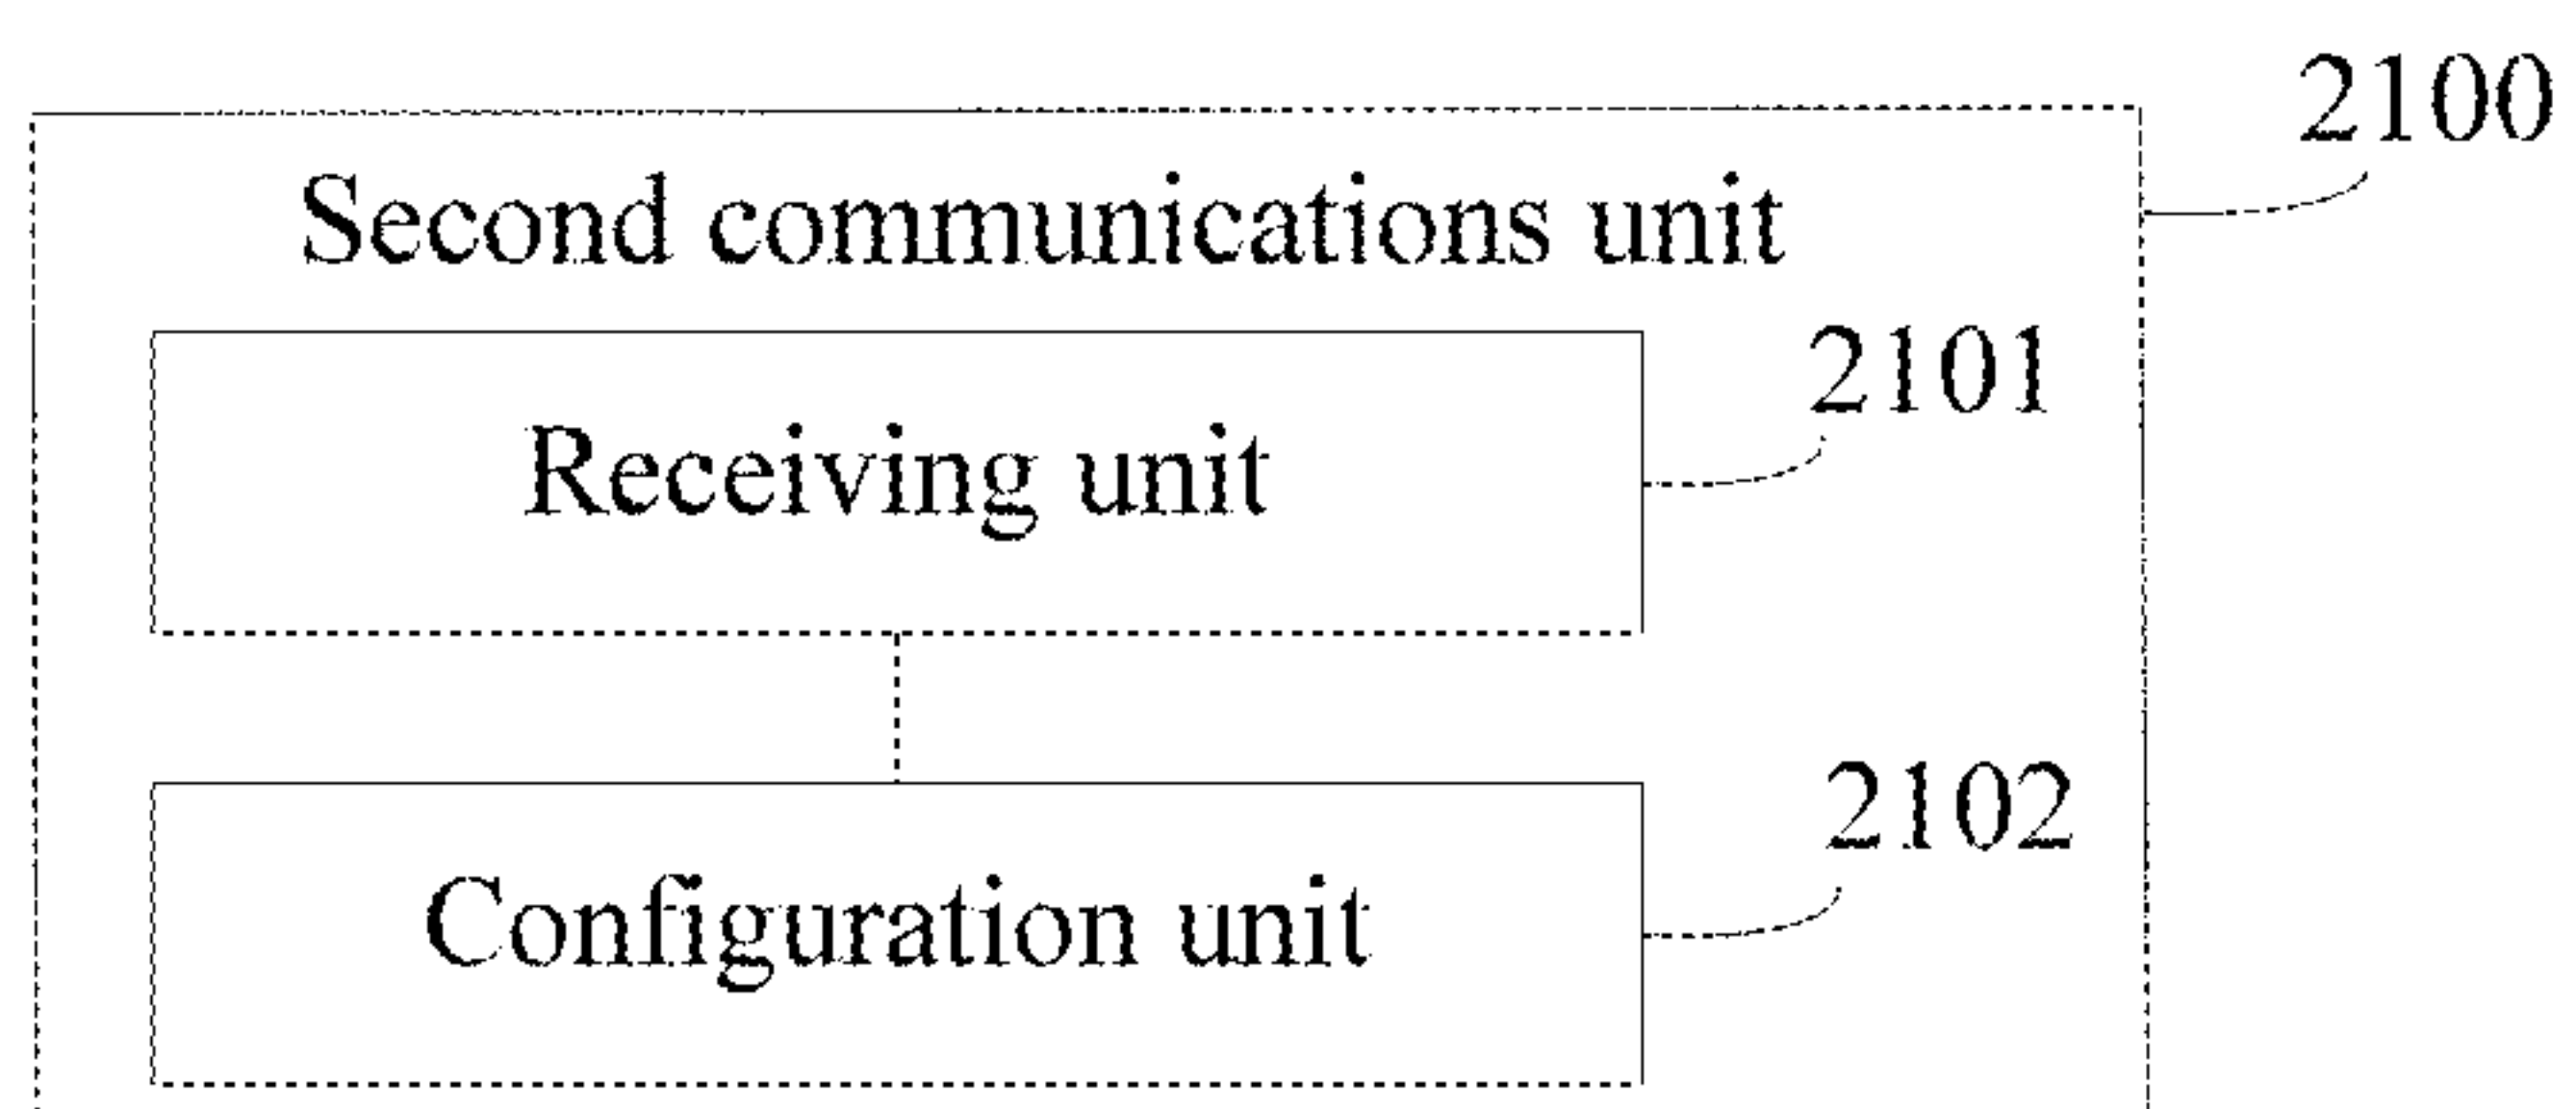 2100
Second communications unit
2101
Receiving unit
2102
Configuration unit